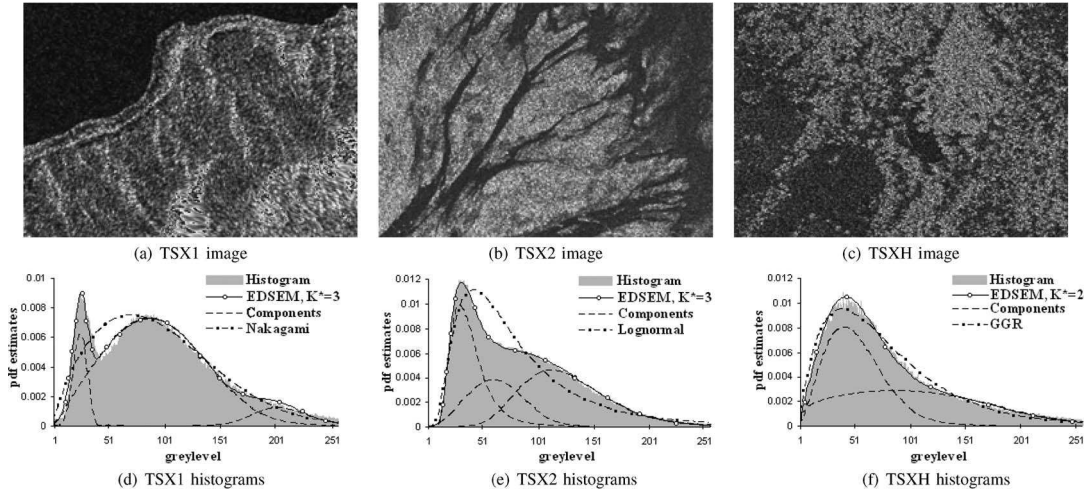 (a) TSX1 image
(b) TSX2 image
(c) TSXH image
0.01
0.008
0.006
0.004
0.002
0
pdf estimates
Histogram
EDSEM, K*=3
Components
Nakagami
1 51 101 151 201 251
greylevel
(d) TSX1 histograms
0.012
0.01
0.008
0.006
0.004
0.002
0
pdf estimates
Histogram
EDSEM, K*=3
Components
Lognormal
1 51 101 151 201 251
greylevel
(e) TSX2 histograms
0.012
0.01
0.008
0.006
0.004
0.002
0
pdf estimates
Histogram
EDSEM, K*=2
Components
GGR
1 51 101 151 201 251
greylevel
(f) TSXH histograms